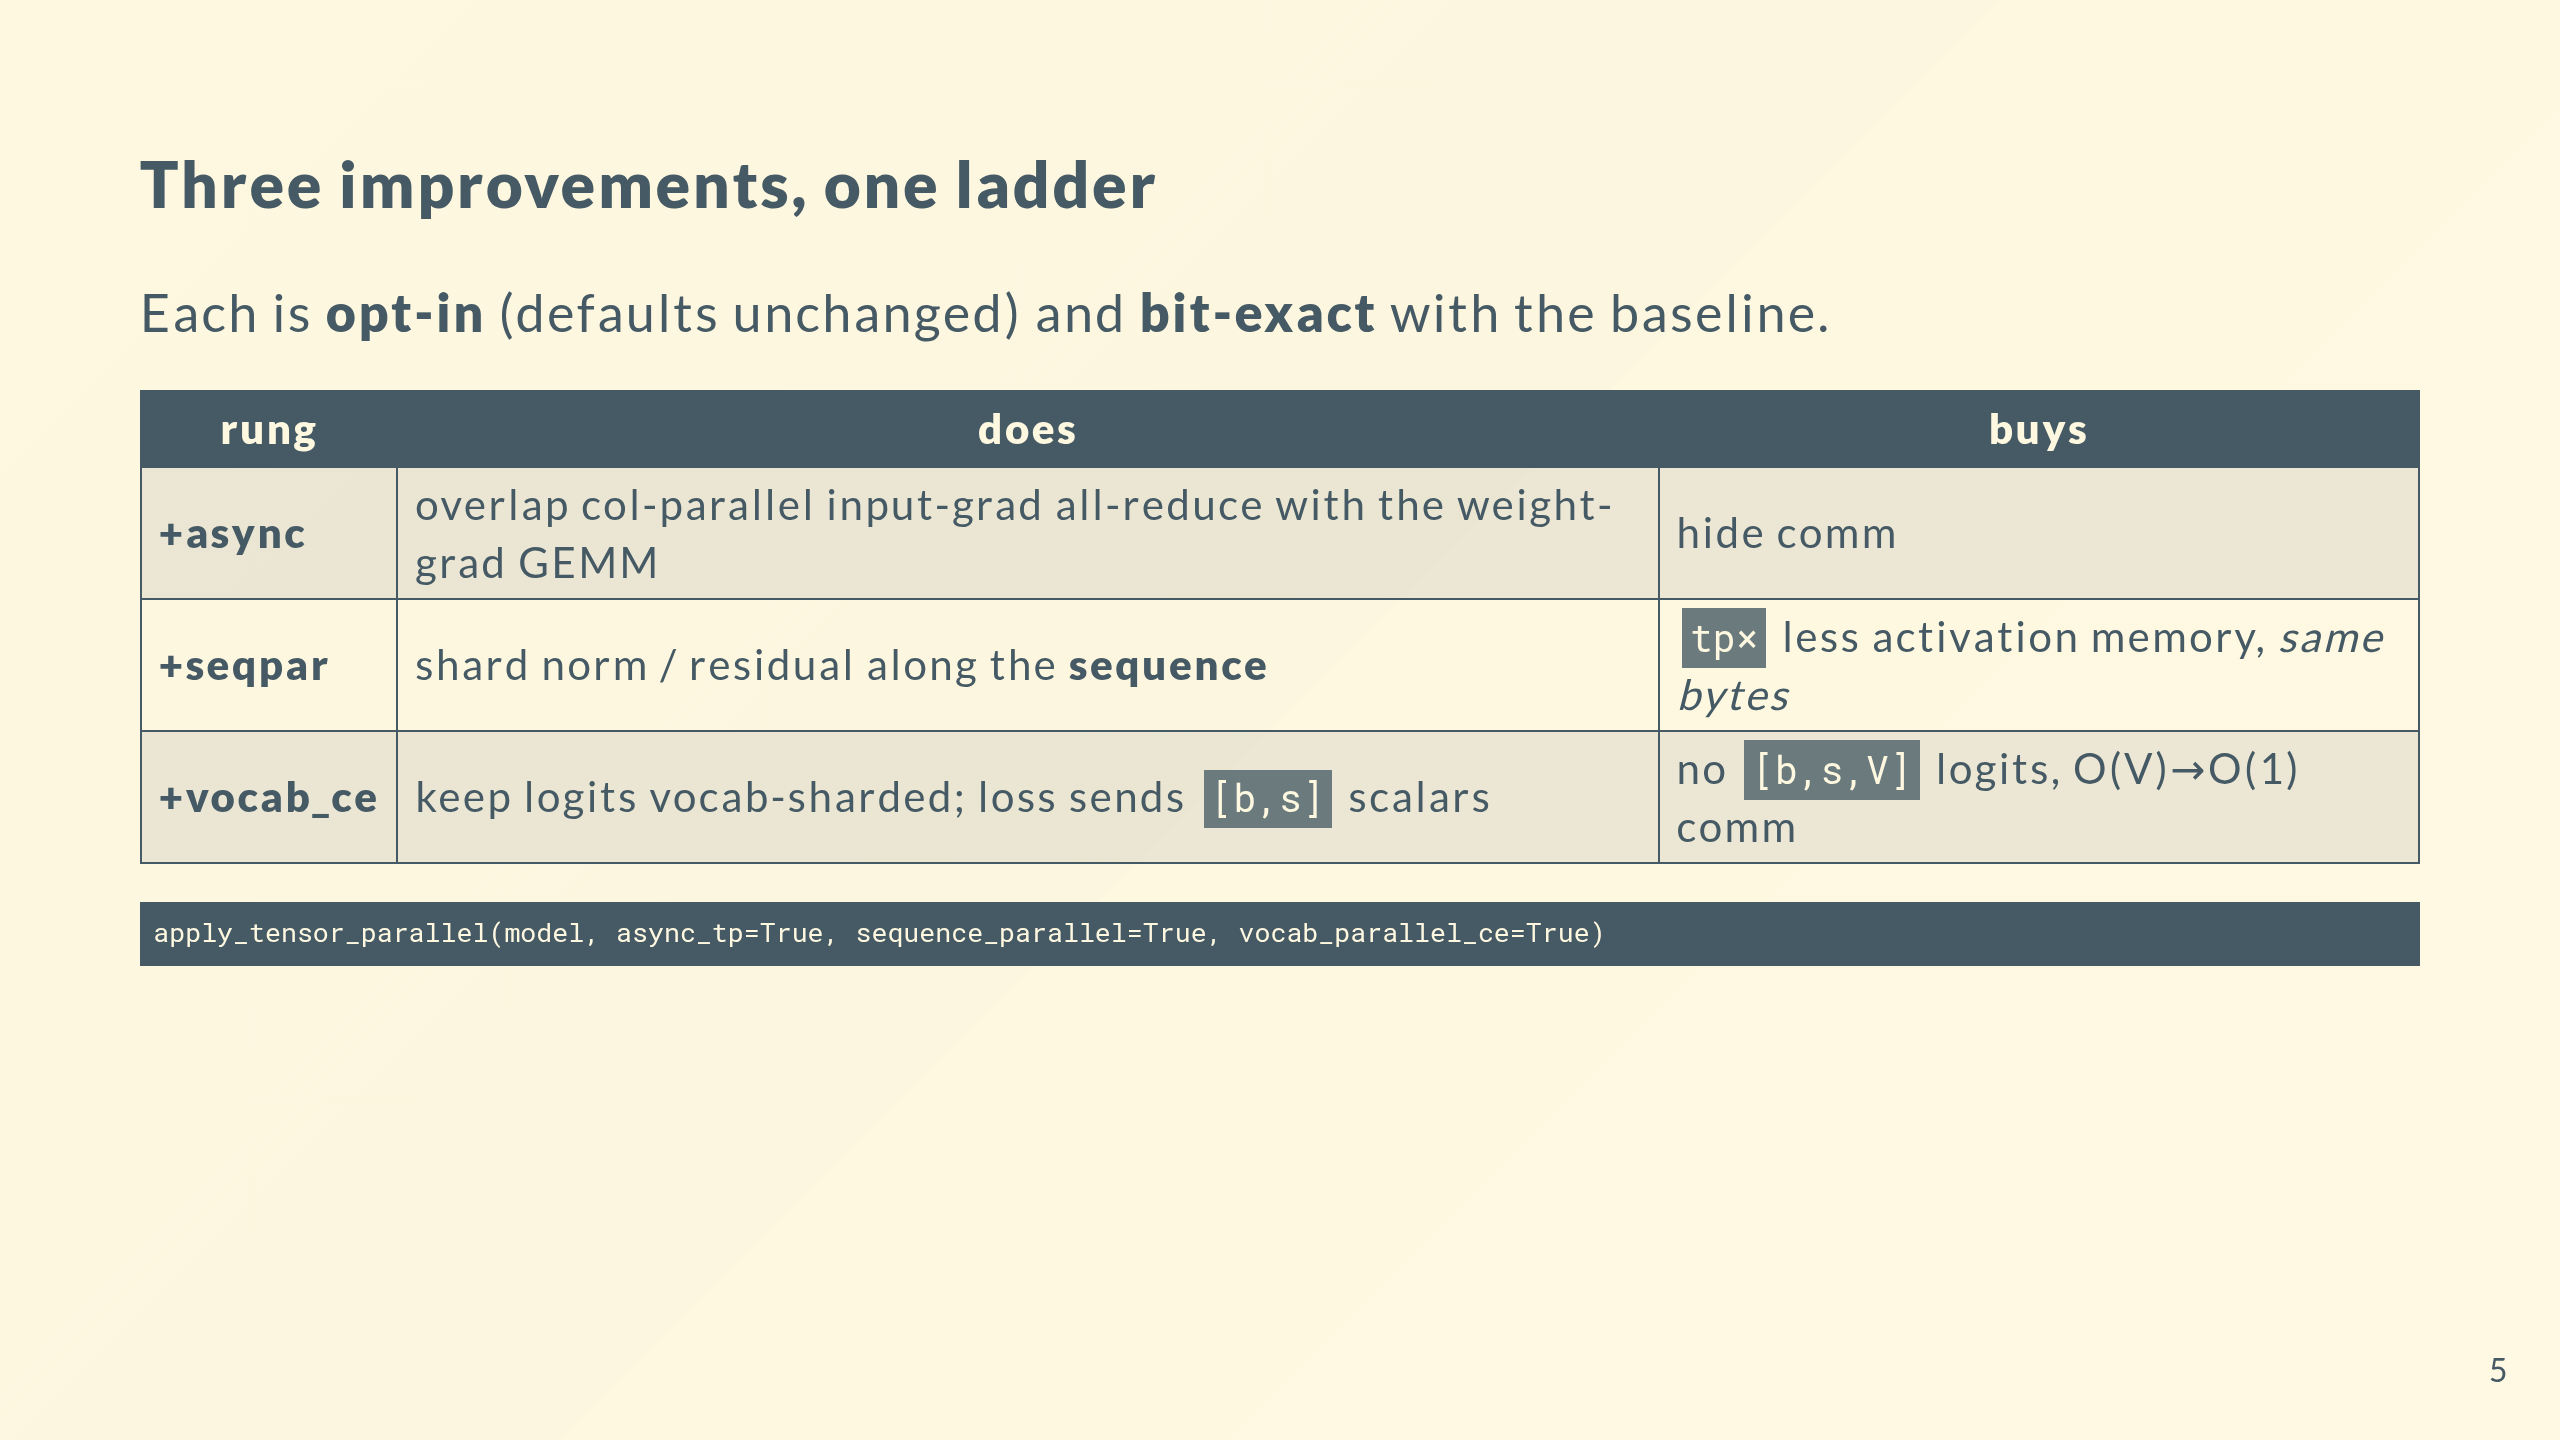 Three improvements, one ladder
Each is opt-in (defaults unchanged) and bit-exact with the baseline.
rung does buys
+async
overlap col-parallel input-grad all-reduce with the weight-
grad GEMM
hide comm
+seqpar
shard norm / residual along the sequence
tp× less activation memory, same
bytes
+vocab_ce
keep logits vocab-sharded; loss sends [b,s] scalars
no [b,s,V] logits, O(V)→O(1)
comm
apply_tensor_parallel(model, async_tp=True, sequence_parallel=True, vocab_parallel_ce=True)
5